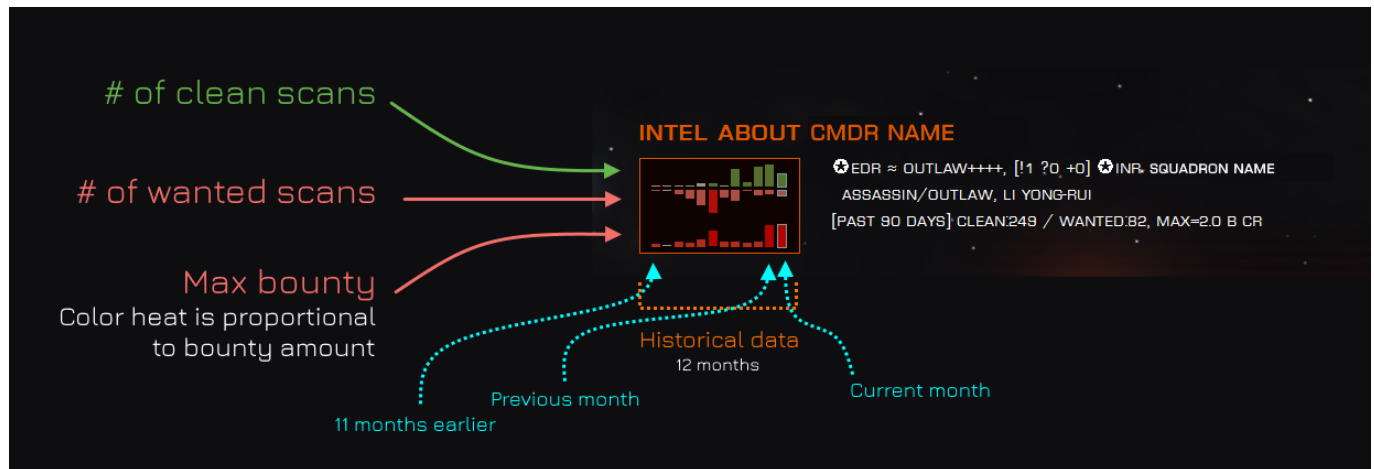 # of clean scans
# of wanted scans
Max bounty
Color heat is proportional
to bounty amount
INTEL ABOUT CMDR NAME
✪EDR ≈ OUTLAW++++, [!1 ?0 +0] ✪INR. SQUADRON NAME
ASSASSIN/OUTLAW, LI YONG-RUI
[PAST 90 DAYS] CLEAN:249 / WANTED:82, MAX=2.0 B CR
Historical data
12 months
11 months earlier
Previous month
Current month